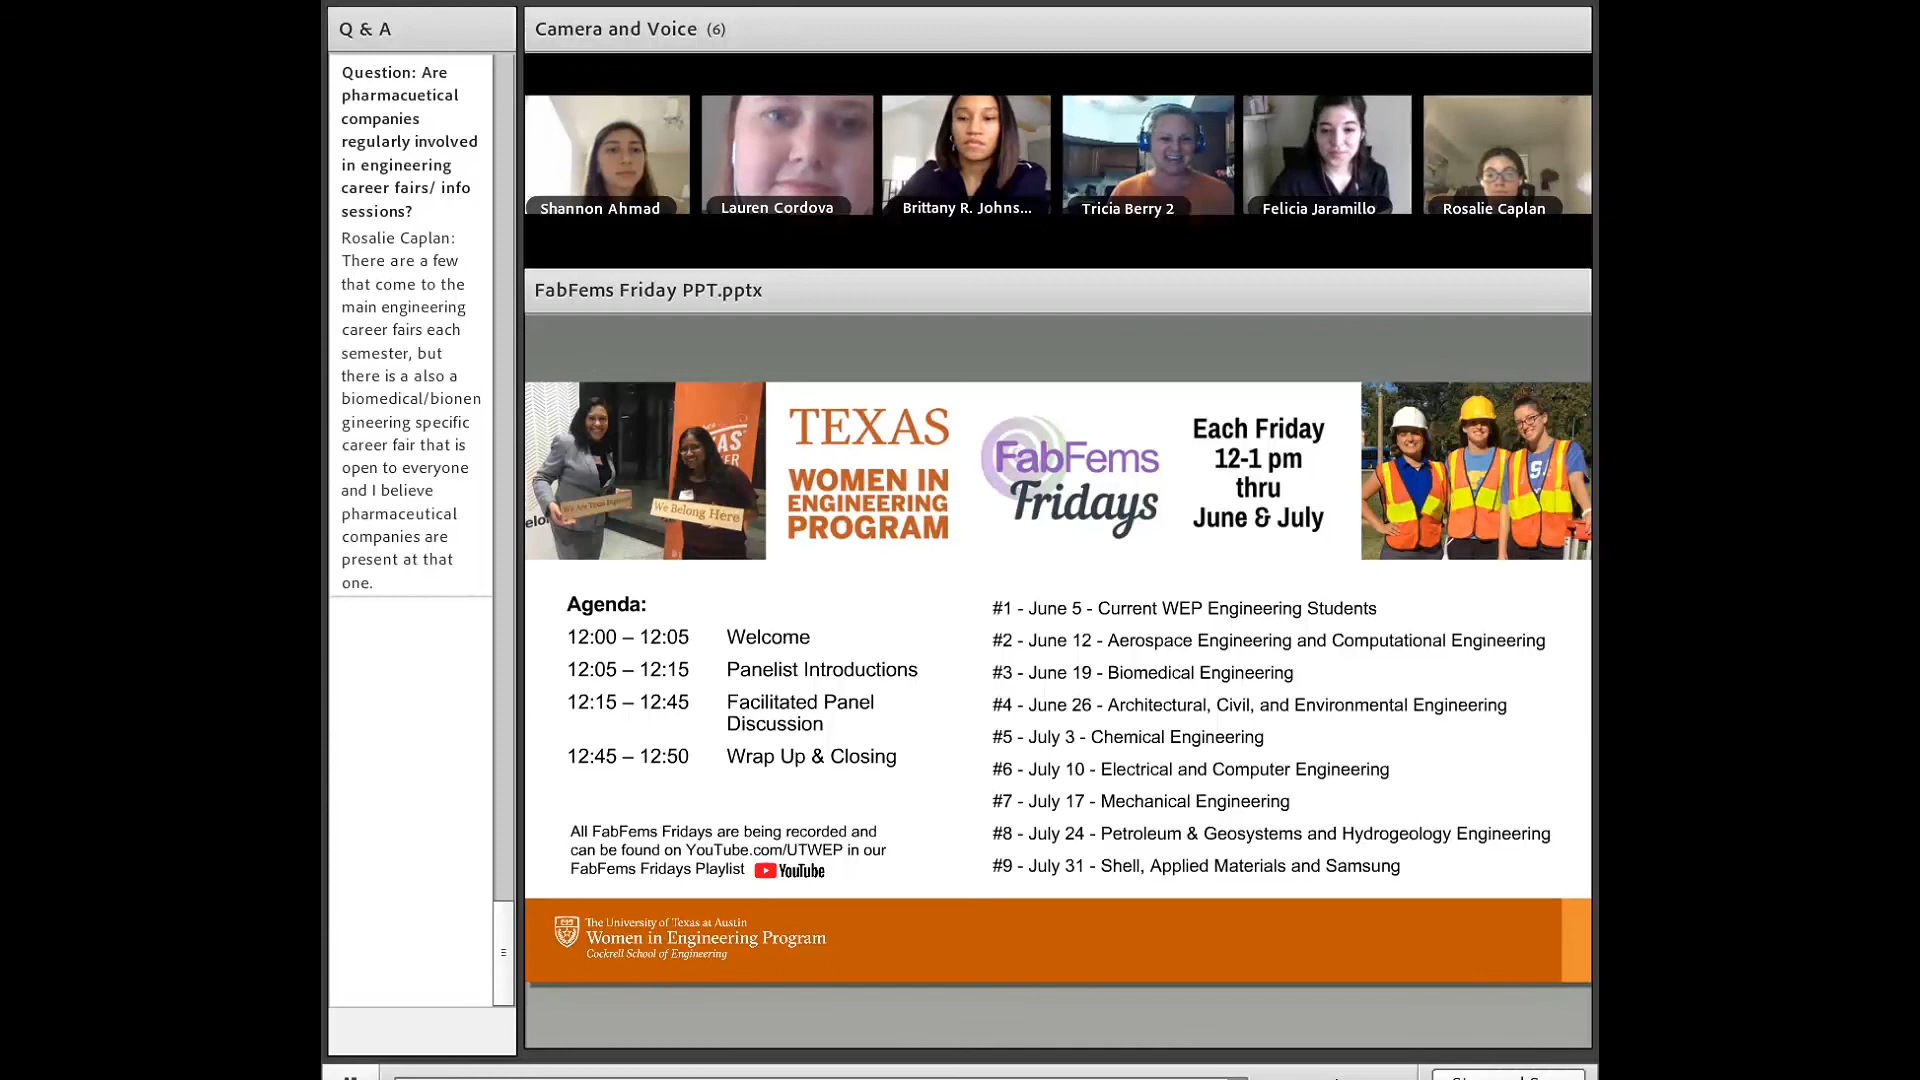 Q & A
Question: Are
pharmacuetical
companies
regularly involved
in engineering
career fairs/ info
sessions?
Rosalie Caplan:
There are a few
that come to the
main engineering
career fairs each
semester, but
there is a also a
biomedical/bionen
gineering specific
career fair that is
open to everyone
and I believe
pharmaceutical
companies are
present at that
one.
Camera and Voice (6)
Shannon Ahmad
Lauren Cordova
Brittany R. Johns...
Tricia Berry 2
Felicia Jaramillo
Rosalie Caplan
FabFems Friday PPT.pptx
We Belong Here
TEXAS
WOMEN IN
ENGINEERING
PROGRAM
FabFems
Fridays
Each Friday
12-1 pm
thru
June & July
Agenda:
12:00 – 12:05 Welcome
12:05 – 12:15 Panelist Introductions
12:15 – 12:45 Facilitated Panel
Discussion
12:45 – 12:50 Wrap Up & Closing
All FabFems Fridays are being recorded and
can be found on YouTube.com/UTWEP in our
FabFems Fridays Playlist YouTube
#1 - June 5 - Current WEP Engineering Students
#2 - June 12 - Aerospace Engineering and Computational Engineering
#3 - June 19 - Biomedical Engineering
#4 - June 26 - Architectural, Civil, and Environmental Engineering
#5 - July 3 - Chemical Engineering
#6 - July 10 - Electrical and Computer Engineering
#7 - July 17 - Mechanical Engineering
#8 - July 24 - Petroleum & Geosystems and Hydrogeology Engineering
#9 - July 31 - Shell, Applied Materials and Samsung
The University of Texas at Austin
Women in Engineering Program
Cockrell School of Engineering